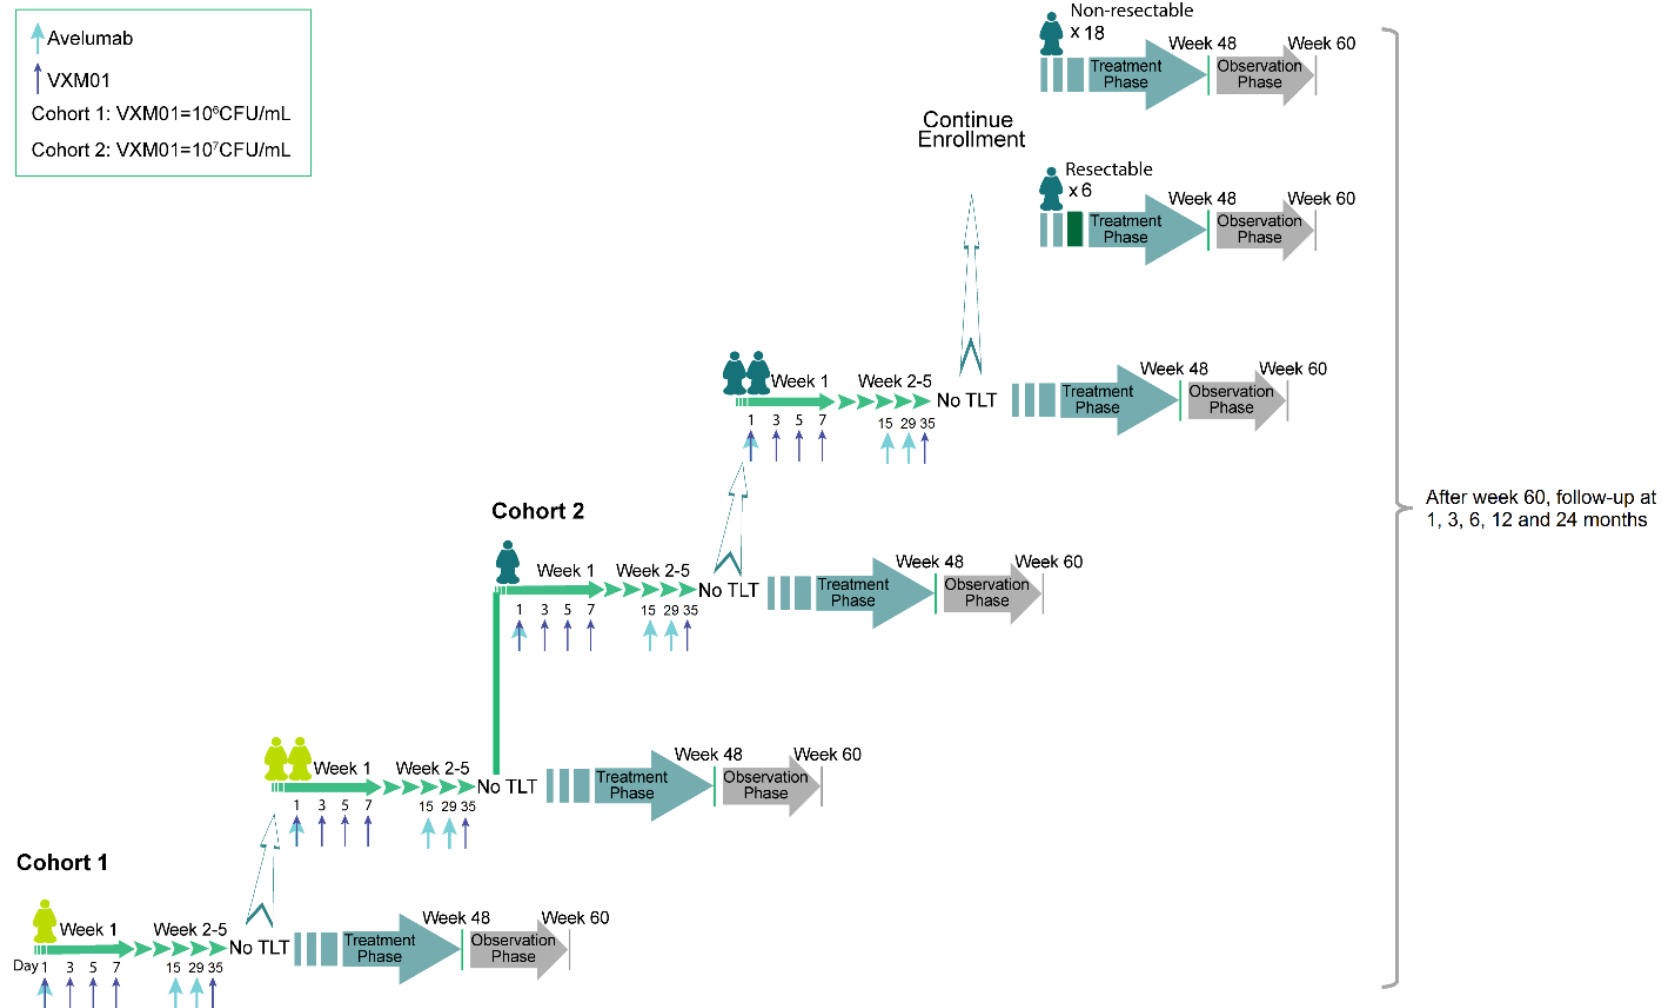 Avelumab
VXM01
Cohort 1: VXM01=10⁶CFU/mL
Cohort 2: VXM01=10⁷CFU/mL
Non-resectable
x 18
Week 48
Week 60
Treatment
Phase
Observation
Phase
Continue
Enrollment
Resectable
x 6
Week 48
Week 60
Treatment
Phase
Observation
Phase
Week 1
Week 2-5
No TLT
1 3 5 7 15 29 35
Week 48
Week 60
Treatment
Phase
Observation
Phase
After week 60, follow-up at
1, 3, 6, 12 and 24 months
Cohort 2
Week 1
Week 2-5
No TLT
1 3 5 7 15 29 35
Week 48
Week 60
Treatment
Phase
Observation
Phase
Week 1
Week 2-5
No TLT
1 3 5 7 15 29 35
Week 48
Week 60
Treatment
Phase
Observation
Phase
Cohort 1
Week 1
Week 2-5
No TLT
Day 1 3 5 7 15 29 35
Week 48
Week 60
Treatment
Phase
Observation
Phase